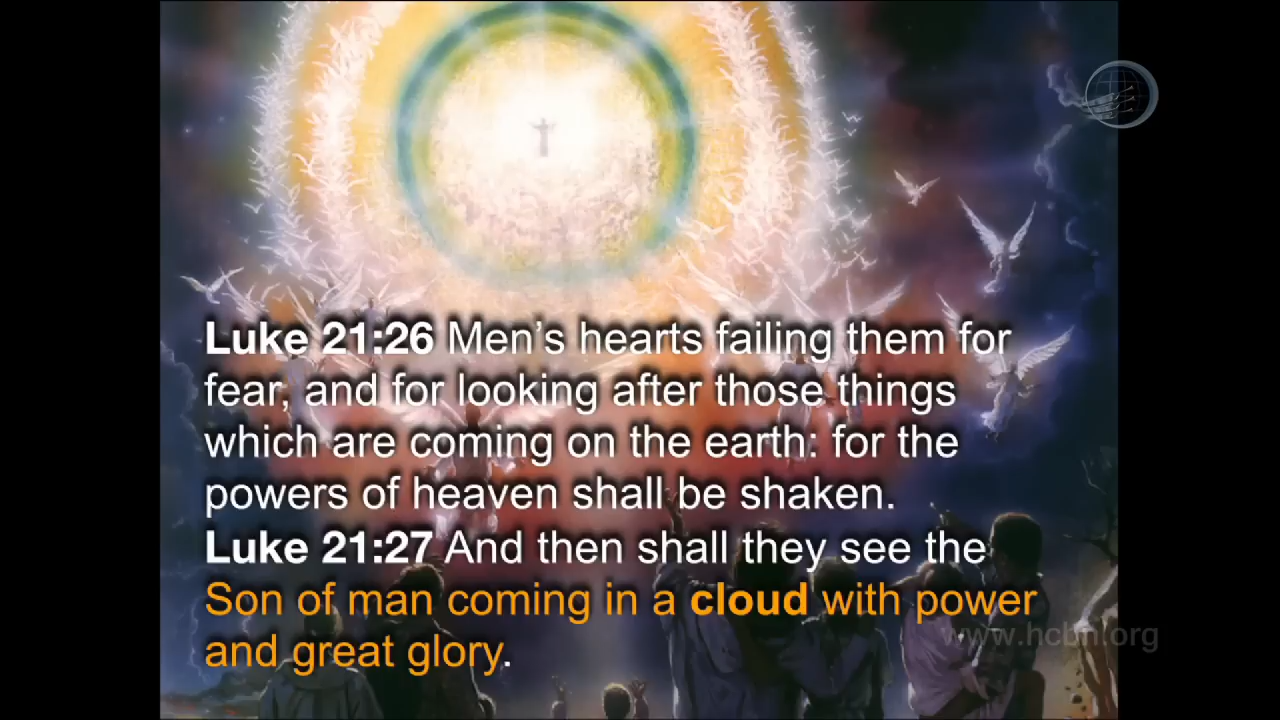 Luke 21:26 Men’s hearts failing them for
fear, and for looking after those things
which are coming on the earth: for the
powers of heaven shall be shaken.
Luke 21:27 And then shall they see the
Son of man coming in a cloud with power
and great glory.
www.hcbn.org